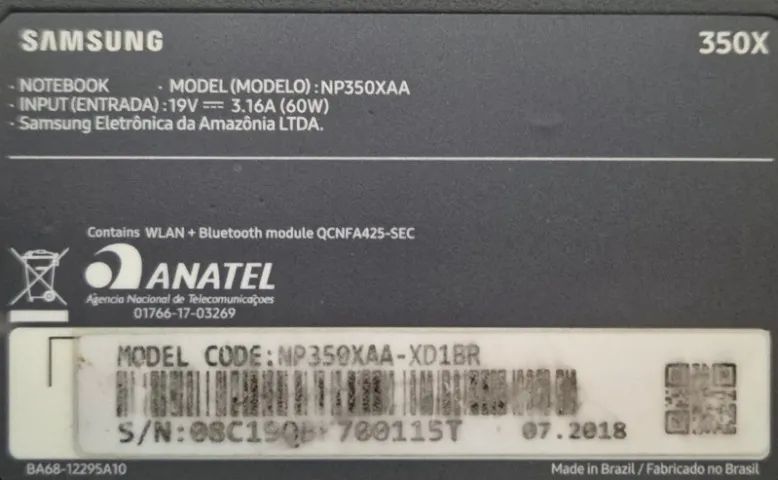 SAMSUNG 350X
· NOTEBOOK · MODEL (MODELO) : NP350XAA
· INPUT (ENTRADA) : 19V ⎓ 3.16A (60W)
· Samsung Eletrônica da Amazônia LTDA.
Contains WLAN + Bluetooth module QCNFA425-SEC
ANATEL
Agencia Nacional de Telecomunicaçoes
01766-17-03269
MODEL CODE:NP350XAA-XD1BR
S/N: 07.2018
BA68-12295A10 Made in Brazil / Fabricado no Brasil